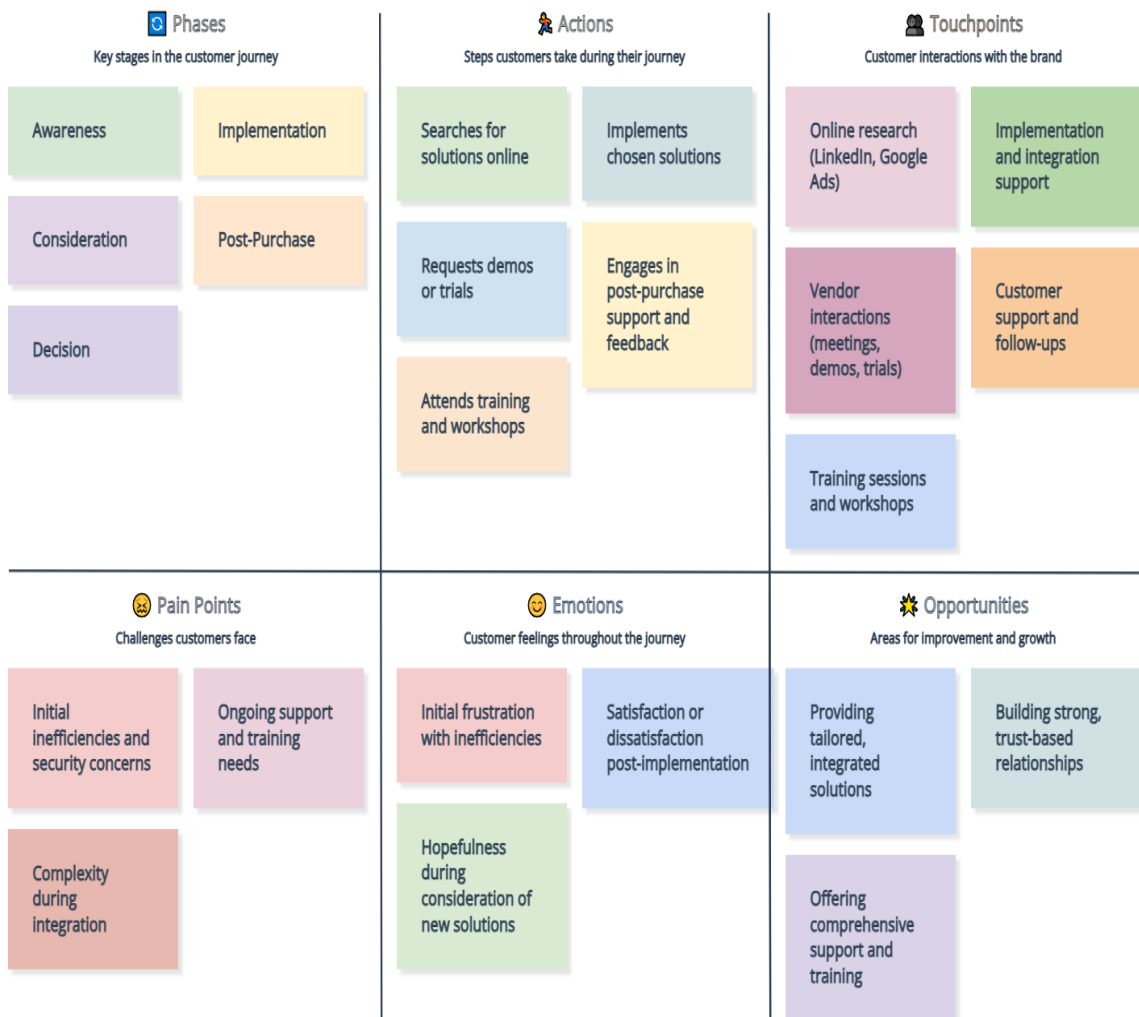 Phases
Key stages in the customer journey
Awareness
Implementation
Consideration
Post-Purchase
Decision
Actions
Steps customers take during their journey
Searches for
solutions online
Implements
chosen solutions
Requests demos
or trials
Engages in
post-purchase
support and
feedback
Attends training
and workshops
Touchpoints
Customer interactions with the brand
Online research
(LinkedIn, Google
Ads)
Implementation
and integration
support
Vendor
interactions
(meetings,
demos, trials)
Customer
support and
follow-ups
Training sessions
and workshops
Pain Points
Challenges customers face
Initial
inefficiencies and
security concerns
Ongoing support
and training
needs
Complexity
during
integration
Emotions
Customer feelings throughout the journey
Initial frustration
with inefficiencies
Satisfaction or
dissatisfaction
post-implementation
Hopefulness
during
consideration of
new solutions
Opportunities
Areas for improvement and growth
Providing
tailored,
integrated
solutions
Building strong,
trust-based
relationships
Offering
comprehensive
support and
training